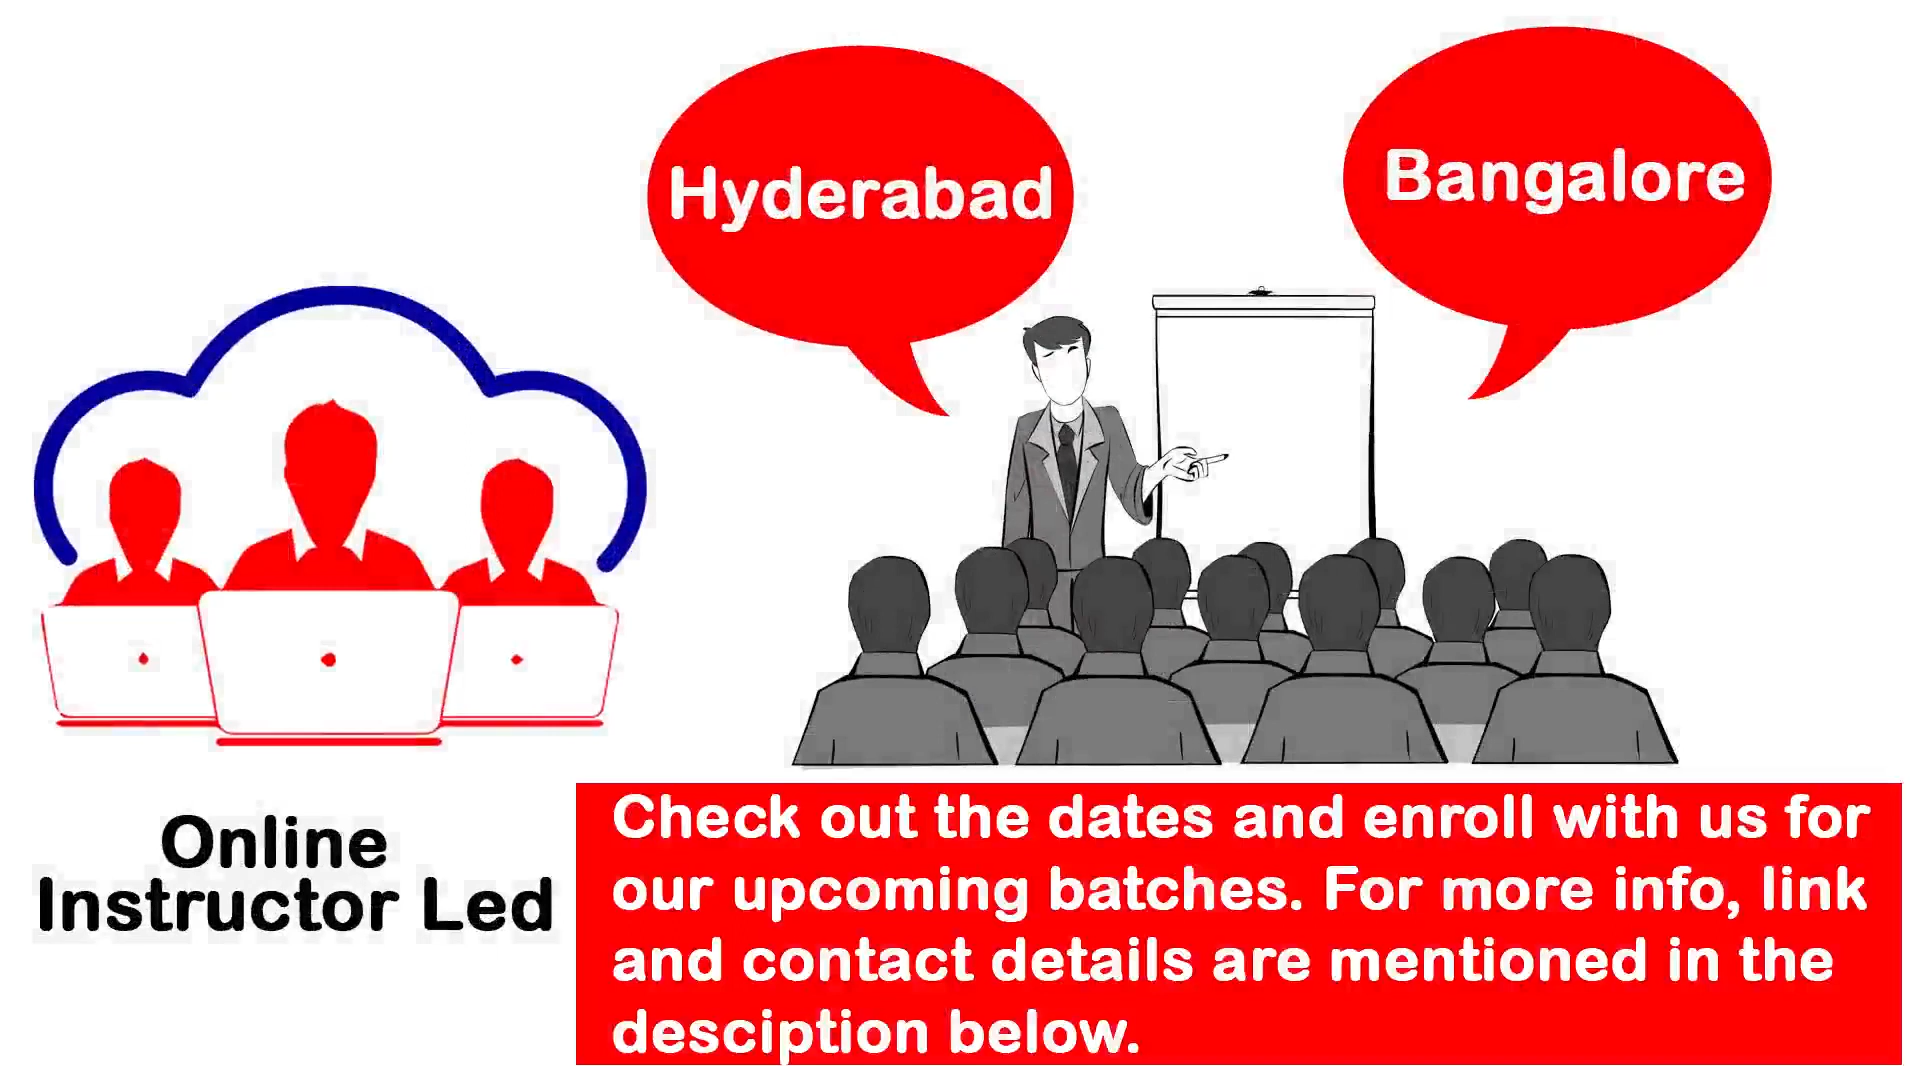 Hyderabad
Bangalore
Online
Instructor Led
Check out the dates and enroll with us for
our upcoming batches. For more info, link
and contact details are mentioned in the
desciption below.